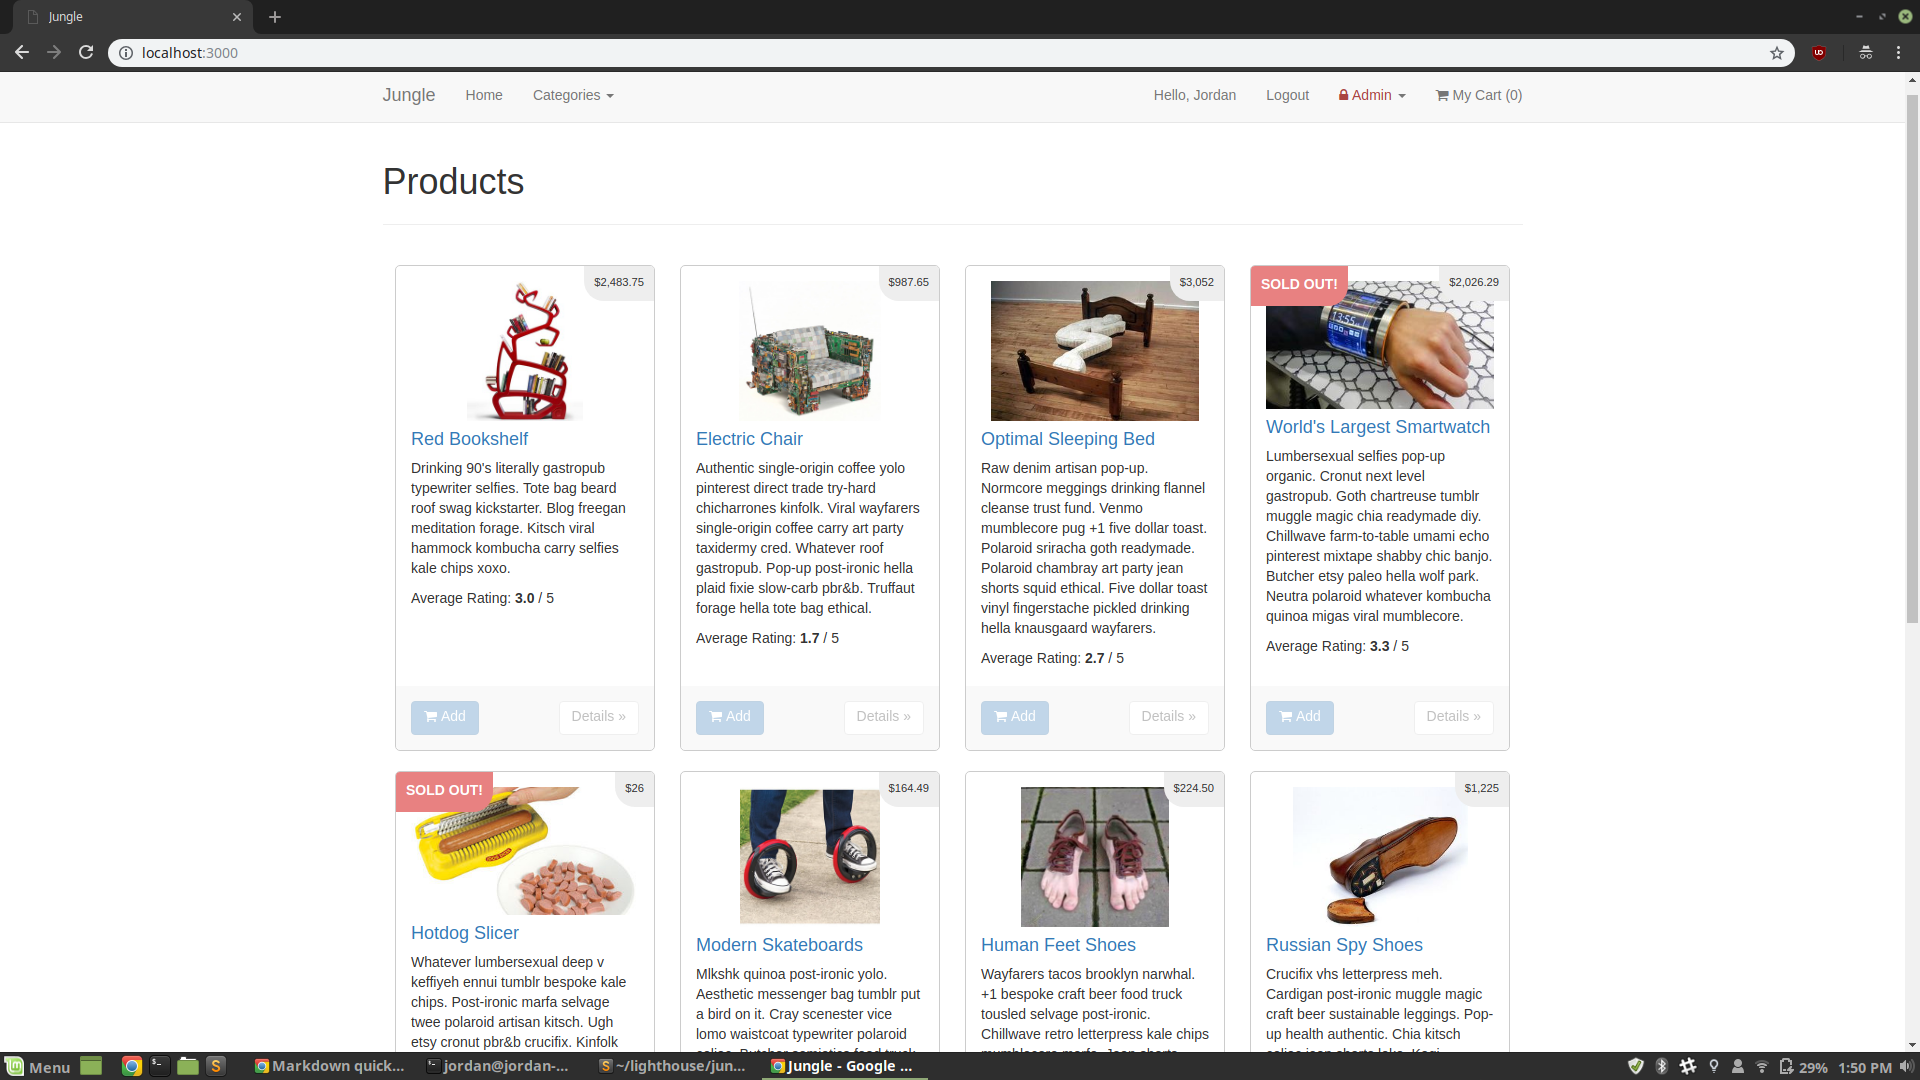 Jungle
localhost:3000
Jungle Home Categories Hello, Jordan Logout Admin My Cart (0)
Products
$2,483.75
Red Bookshelf
Drinking 90's literally gastropub
typewriter selfies. Tote bag beard
roof swag kickstarter. Blog freegan
meditation forage. Kitsch viral
hammock kombucha carry selfies
kale chips xoxo.
Average Rating: 3.0 / 5
Add Details »
$987.65
Electric Chair
Authentic single-origin coffee yolo
pinterest direct trade try-hard
chicharrones kinfolk. Viral wayfarers
single-origin coffee carry art party
taxidermy cred. Whatever roof
gastropub. Pop-up post-ironic hella
plaid fixie slow-carb pbr&b. Truffaut
forage hella tote bag ethical.
Average Rating: 1.7 / 5
Add Details »
$3,052
Optimal Sleeping Bed
Raw denim artisan pop-up.
Normcore meggings drinking flannel
cleanse trust fund. Venmo
mumblecore pug +1 five dollar toast.
Polaroid sriracha goth readymade.
Polaroid chambray art party jean
shorts squid ethical. Five dollar toast
vinyl fingerstache pickled drinking
hella knausgaard wayfarers.
Average Rating: 2.7 / 5
Add Details »
SOLD OUT! $2,026.29
13:55
World's Largest Smartwatch
Lumbersexual selfies pop-up
organic. Cronut next level
gastropub. Goth chartreuse tumblr
muggle magic chia readymade diy.
Chillwave farm-to-table umami echo
pinterest mixtape shabby chic banjo.
Butcher etsy paleo hella wolf park.
Neutra polaroid whatever kombucha
quinoa migas viral mumblecore.
Average Rating: 3.3 / 5
Add Details »
SOLD OUT! $26
Hotdog Slicer
Whatever lumbersexual deep v
keffiyeh ennui tumblr bespoke kale
chips. Post-ironic marfa selvage
twee polaroid artisan kitsch. Ugh
etsy cronut pbr&b crucifix. Kinfolk
$164.49
Modern Skateboards
Mlkshk quinoa post-ironic yolo.
Aesthetic messenger bag tumblr put
a bird on it. Cray scenester vice
lomo waistcoat typewriter polaroid
$224.50
Human Feet Shoes
Wayfarers tacos brooklyn narwhal.
+1 bespoke craft beer food truck
tousled selvage post-ironic.
Chillwave retro letterpress kale chips
$1,225
Russian Spy Shoes
Crucifix vhs letterpress meh.
Cardigan post-ironic muggle magic
craft beer sustainable leggings. Pop-
up health authentic. Chia kitsch
Menu Markdown quick... jordan@jordan-... ~/lighthouse/jun... Jungle - Google ... 29% 1:50 PM